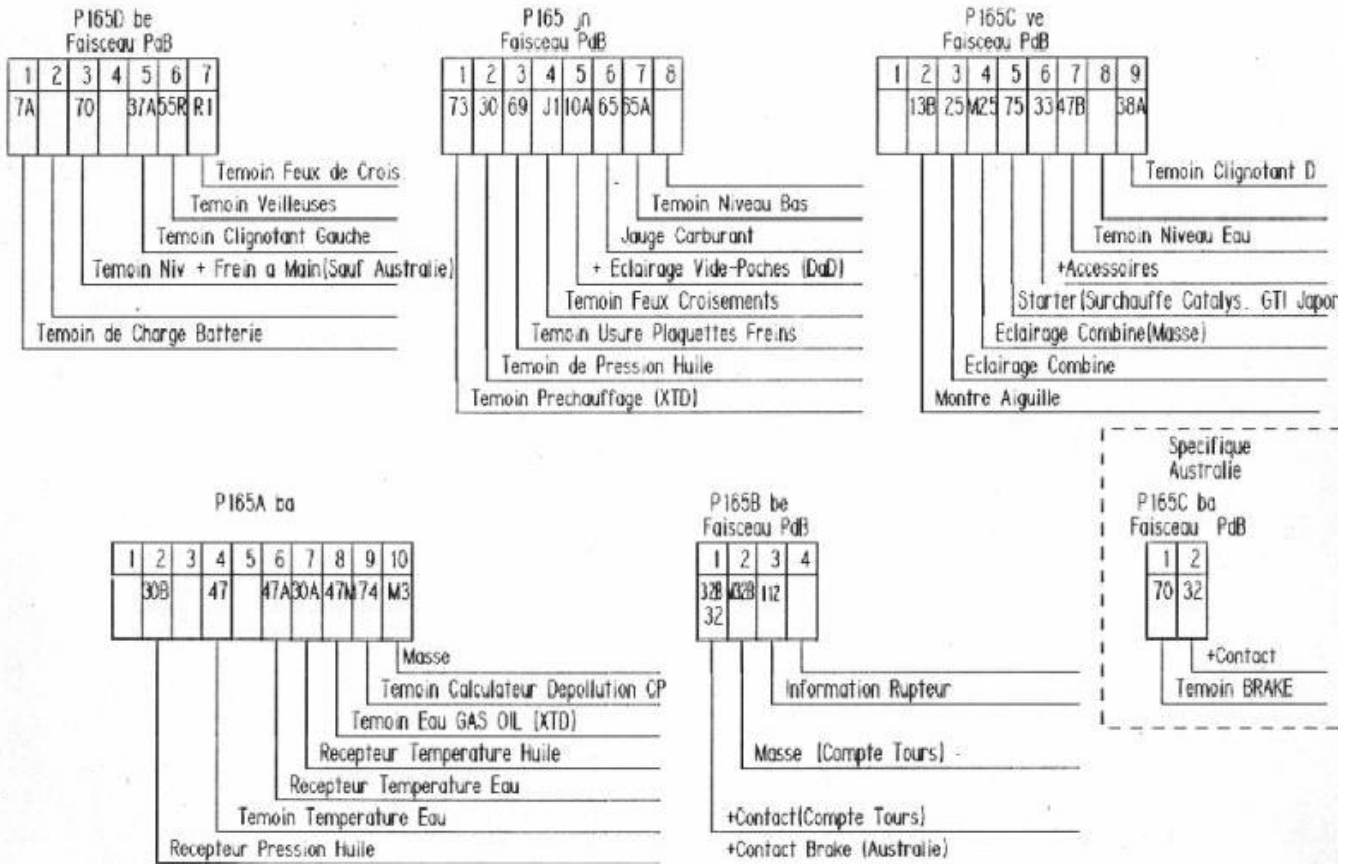 P165D be
Faisceau PdB
1 2 3 4 5 6 7
7A 70 37A 55R R1
Temoin Feux de Crois
Temoin Veilleuses
Temoin Clignotant Gauche
Temoin Niv + Frein a Main(Sauf Australie)
Temoin de Charge Batterie
P165 jn
Faisceau PdB
1 2 3 4 5 6 7 8
73 30 69 J1 10A 65 65A
Temoin Niveau Bas
Jauge Carburant
+ Eclairage Vide-Poches (DaD)
Temoin Feux Croisements
Temoin Usure Plaquettes Freins
Temoin de Pression Huile
Temoin Prechauffage (XTD)
P165C ve
Faisceau PdB
1 2 3 4 5 6 7 8 9
13B 25 M25 75 33 47B 38A
Temoin Clignotant D
Temoin Niveau Eau
+Accessoires
Starter(Surchauffe Catalys. GTI Japon
Eclairage Combine(Masse)
Eclairage Combine
Montre Aiguille
P165A ba
1 2 3 4 5 6 7 8 9 10
30B 47 47A 30A 47M 74 M3
Masse
Temoin Calculateur Depollution CP
Temoin Eau GAS OIL (XTD)
Recepteur Temperature Huile
Recepteur Temperature Eau
Temoin Temperature Eau
Recepteur Pression Huile
P165B be
Faisceau PdB
1 2 3 4
32B M32B 112
32
Information Rupteur
Masse (Compte Tours)
+Contact(Compte Tours)
+Contact Brake (Australie)
Specifique
Australie
P165C ba
Faisceau PdB
1 2
70 32
+Contact
Temoin BRAKE